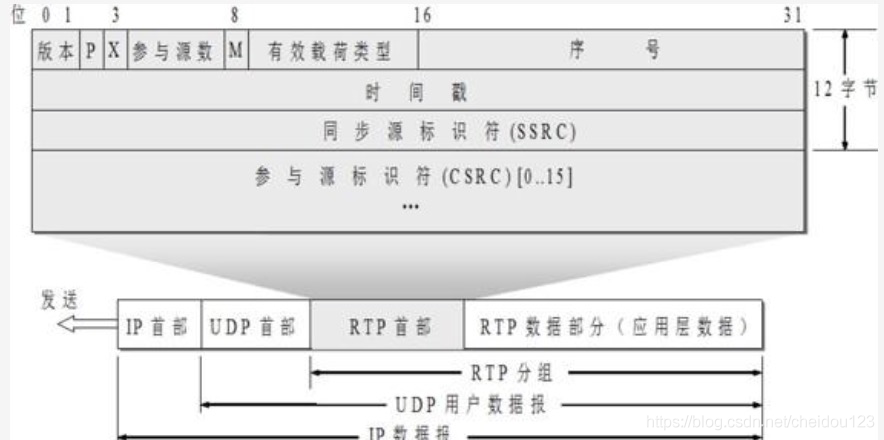 位 0 1 3 8 16 31
版本 P X 参与源数 M 有效载荷类型 序 号
时 间 戳
12 字 节
同 步 源 标 识 符 (SSRC)
参 与 源 标 识 符 (CSRC) [0..15]
...
发 送
IP 首部 UDP 首部 RTP 首部 RTP 数据部分（应用层数据）
RTP 分组
UDP 用户数据报
https://blog.csdn.net/cheidou123
IP 数据报